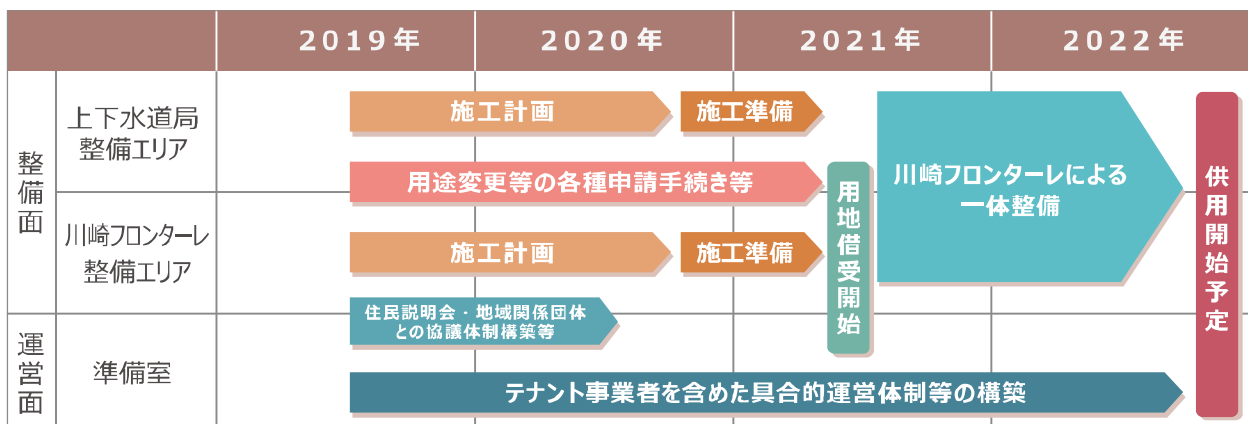 2019年
2020年
2021年
2022年
整備面
上下水道局
整備エリア
施工計画
施工準備
用途変更等の各種申請手続き等
川崎フロンターレ
整備エリア
施工計画
施工準備
用地借受開始
川崎フロンターレによる
一体整備
供用開始予定
住民説明会・地域関係団体
との協議体制構築等
運営面
準備室
テナント事業者を含めた具合的運営体制等の構築